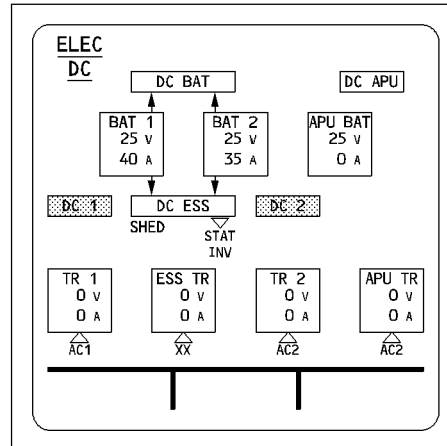 ELEC
DC
DC BAT
DC APU
BAT 1
25 V
40 A
BAT 2
25 V
35 A
APU BAT
25 V
0 A
DC 1
DC ESS
DC 2
SHED
STAT
INV
TR 1
0 V
0 A
ESS TR
0 V
0 A
TR 2
0 V
0 A
APU TR
0 V
0 A
AC1
XX
AC2
AC2